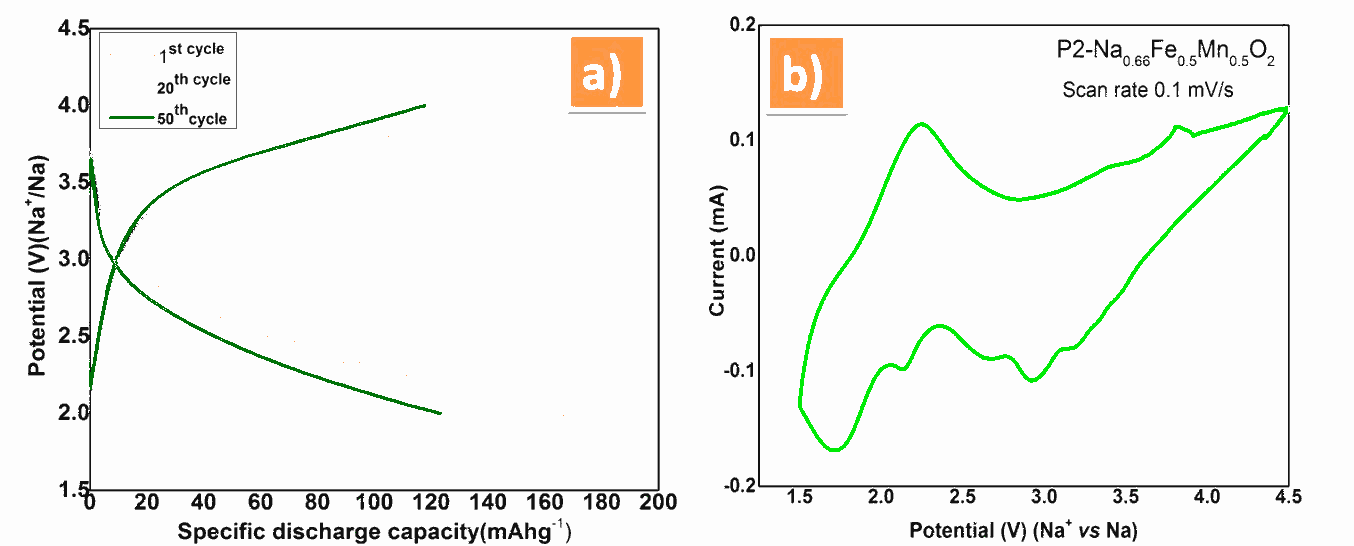 a)
1st cycle
20th cycle
50th cycle
4.5
4.0
3.5
3.0
2.5
2.0
1.5
Potential (V)(Na+/Na)
0 20 40 60 80 100 120 140 160 180 200
Specific discharge capacity(mAhg-1)
b)
P2-Na0.66Fe0.5Mn0.5O2
Scan rate 0.1 mV/s
0.2
0.1
0.0
-0.1
-0.2
Current (mA)
1.5 2.0 2.5 3.0 3.5 4.0 4.5
Potential (V) (Na+ vs Na)